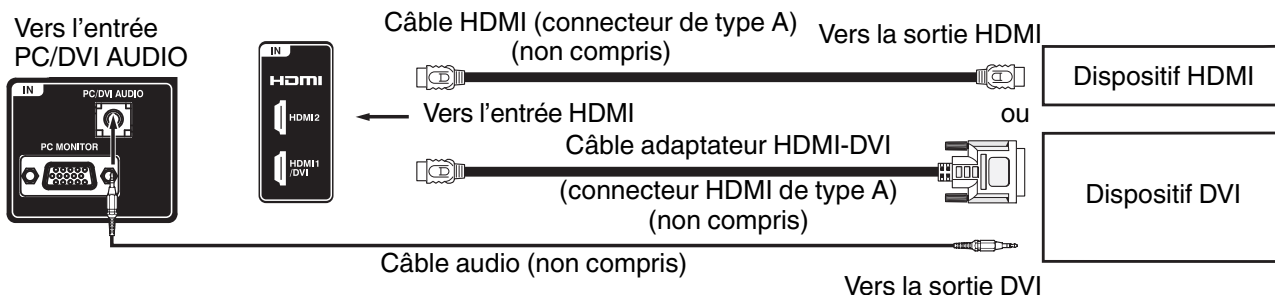 Vers l'entrée
PC/DVI AUDIO
IN
PC/DVI AUDIO
PC MONITOR
IN
HDMI
HDMI2
HDMI1
/DVI
Câble HDMI (connecteur de type A)
(non compris)
Vers la sortie HDMI
Dispositif HDMI
Vers l'entrée HDMI
ou
Câble adaptateur HDMI-DVI
(connecteur HDMI de type A)
(non compris)
Dispositif DVI
Câble audio (non compris)
Vers la sortie DVI